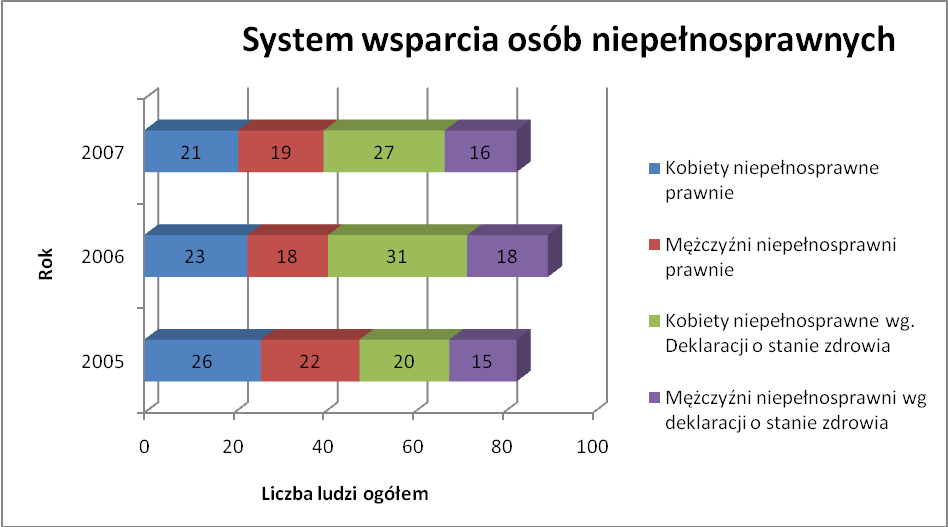 System wsparcia osób niepełnosprawnych
Rok
2007
21 19 27 16
2006
23 18 31 18
2005
26 22 20 15
0 20 40 60 80 100
Liczba ludzi ogółem
Kobiety niepełnosprawne
prawnie
Mężczyźni niepełnosprawni
prawnie
Kobiety niepełnosprawne wg.
Deklaracji o stanie zdrowia
Mężczyźni niepełnosprawni wg
deklaracji o stanie zdrowia